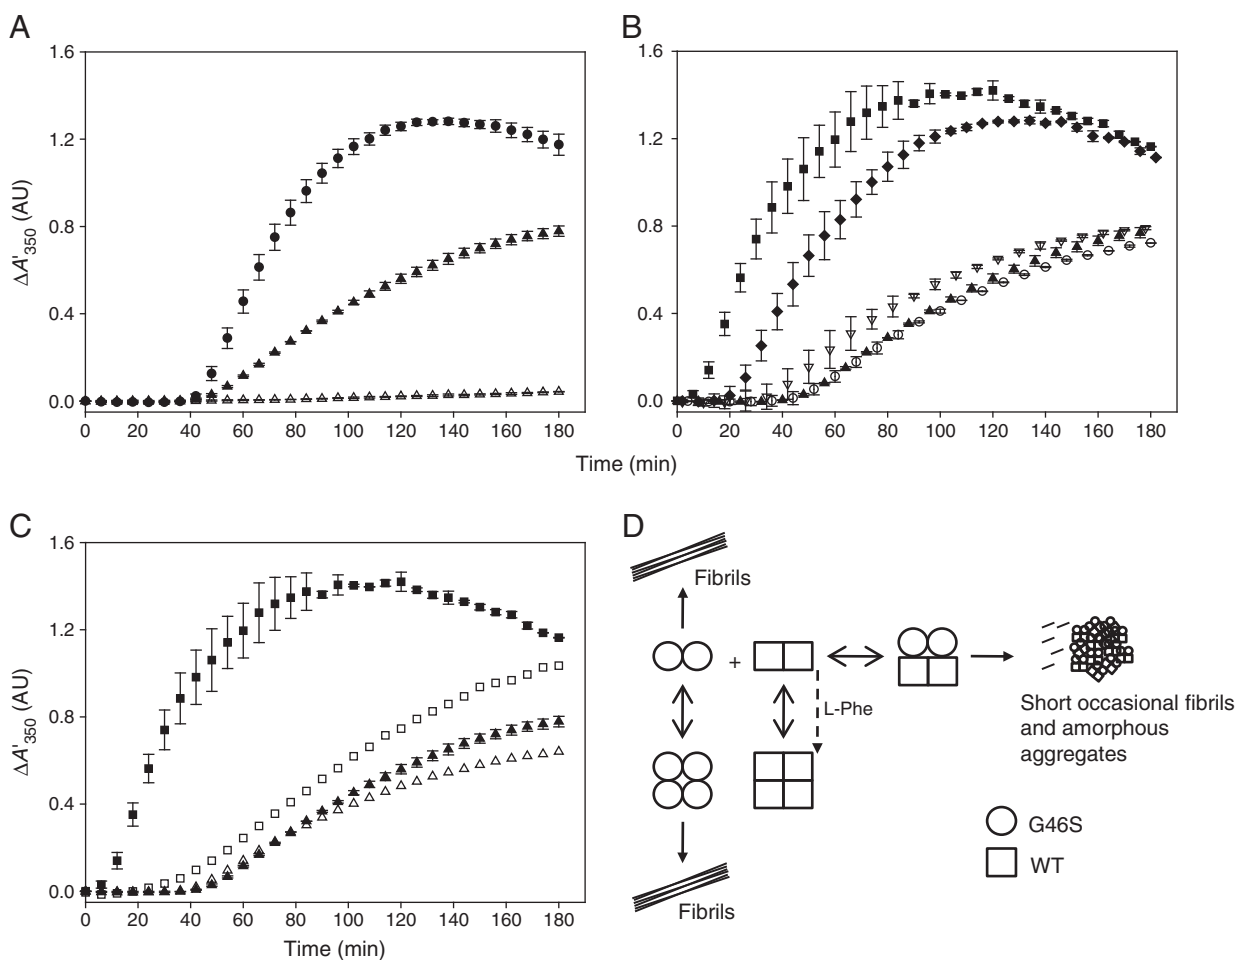 A
B
1.6
1.2
0.8
0.4
0.0
ΔA'350 (AU)
0 20 40 60 80 100 120 140 160 180
1.6
1.2
0.8
0.4
0.0
0 20 40 60 80 100 120 140 160 180
Time (min)
C
1.6
1.2
0.8
0.4
0.0
ΔA'350 (AU)
0 20 40 60 80 100 120 140 160 180
Time (min)
D
Fibrils
+
L-Phe
Short occasional fibrils
and amorphous
aggregates
Fibrils
G46S
WT